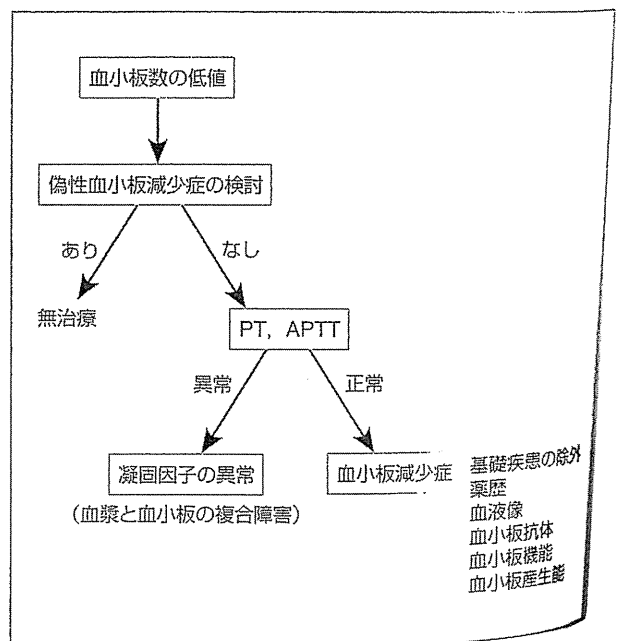 血小板数の低値
偽性血小板減少症の検討
あり
なし
無治療
PT，APTT
異常
正常
凝固因子の異常
（血漿と血小板の複合障害）
血小板減少症
基礎疾患の除外
薬歴
血液像
血小板抗体
血小板機能
血小板産生能